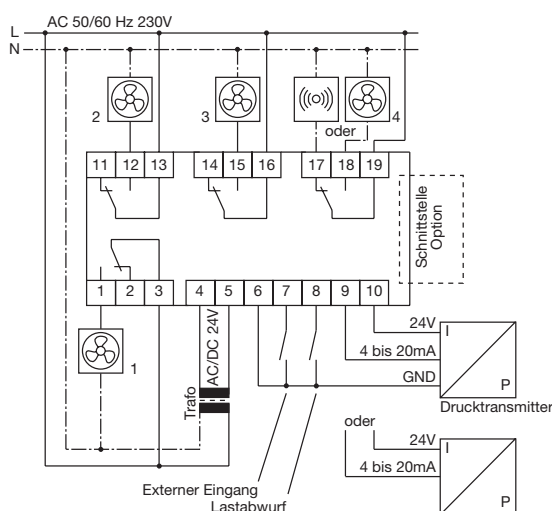 AC 50/60 Hz 230V
L
N
2
3
oder
4
11 12 13
14 15 16
17 18 19
Schnittstelle
Option
1 2 3
4 5 6 7 8 9 10
1
Trafo
AC/DC 24V
24V
4 bis 20mA
GND
I
P
Drucktransmitter
oder
24V
4 bis 20mA
I
P
Externer Eingang
Lastabwurf